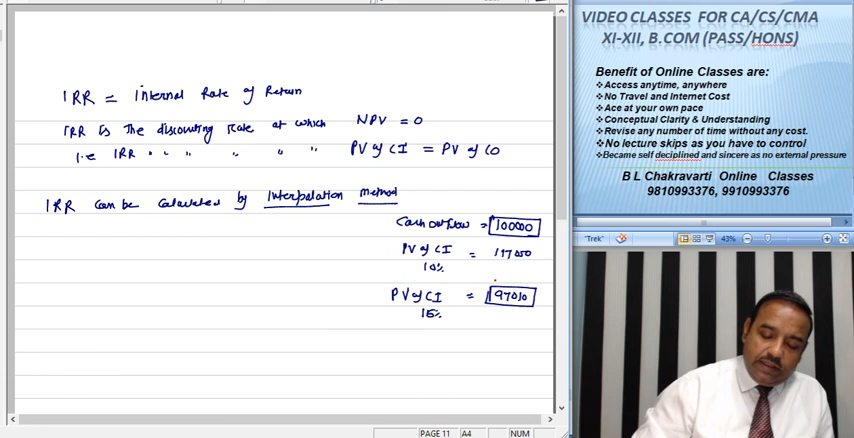 IRR = Internal Rate of Return
IRR is The discounting Rate at which NPV = 0
i.e IRR " " " " " " PV of CI = PV of CO
IRR can be calculated by Interpolation Method
Cash outflow = 100000
PV of CI = 117000
10%
PV of CI = 97000
15%
PAGE 11 A4 NUM
VIDEO CLASSES FOR CA/CS/CMA
XI-XII, B.COM (PASS/HONS)
Benefit of Online Classes are:
❖Access anytime, anywhere
❖No Travel and Internet Cost
❖Ace at your own pace
❖Conceptual Clarity & Understanding
❖Revise any number of time without any cost.
❖No lecture skips as you have to control
❖Became self deciplined and sincere as no external pressure
B L Chakravarti Online Classes
9810993376, 9910993376
"Trek" 43%